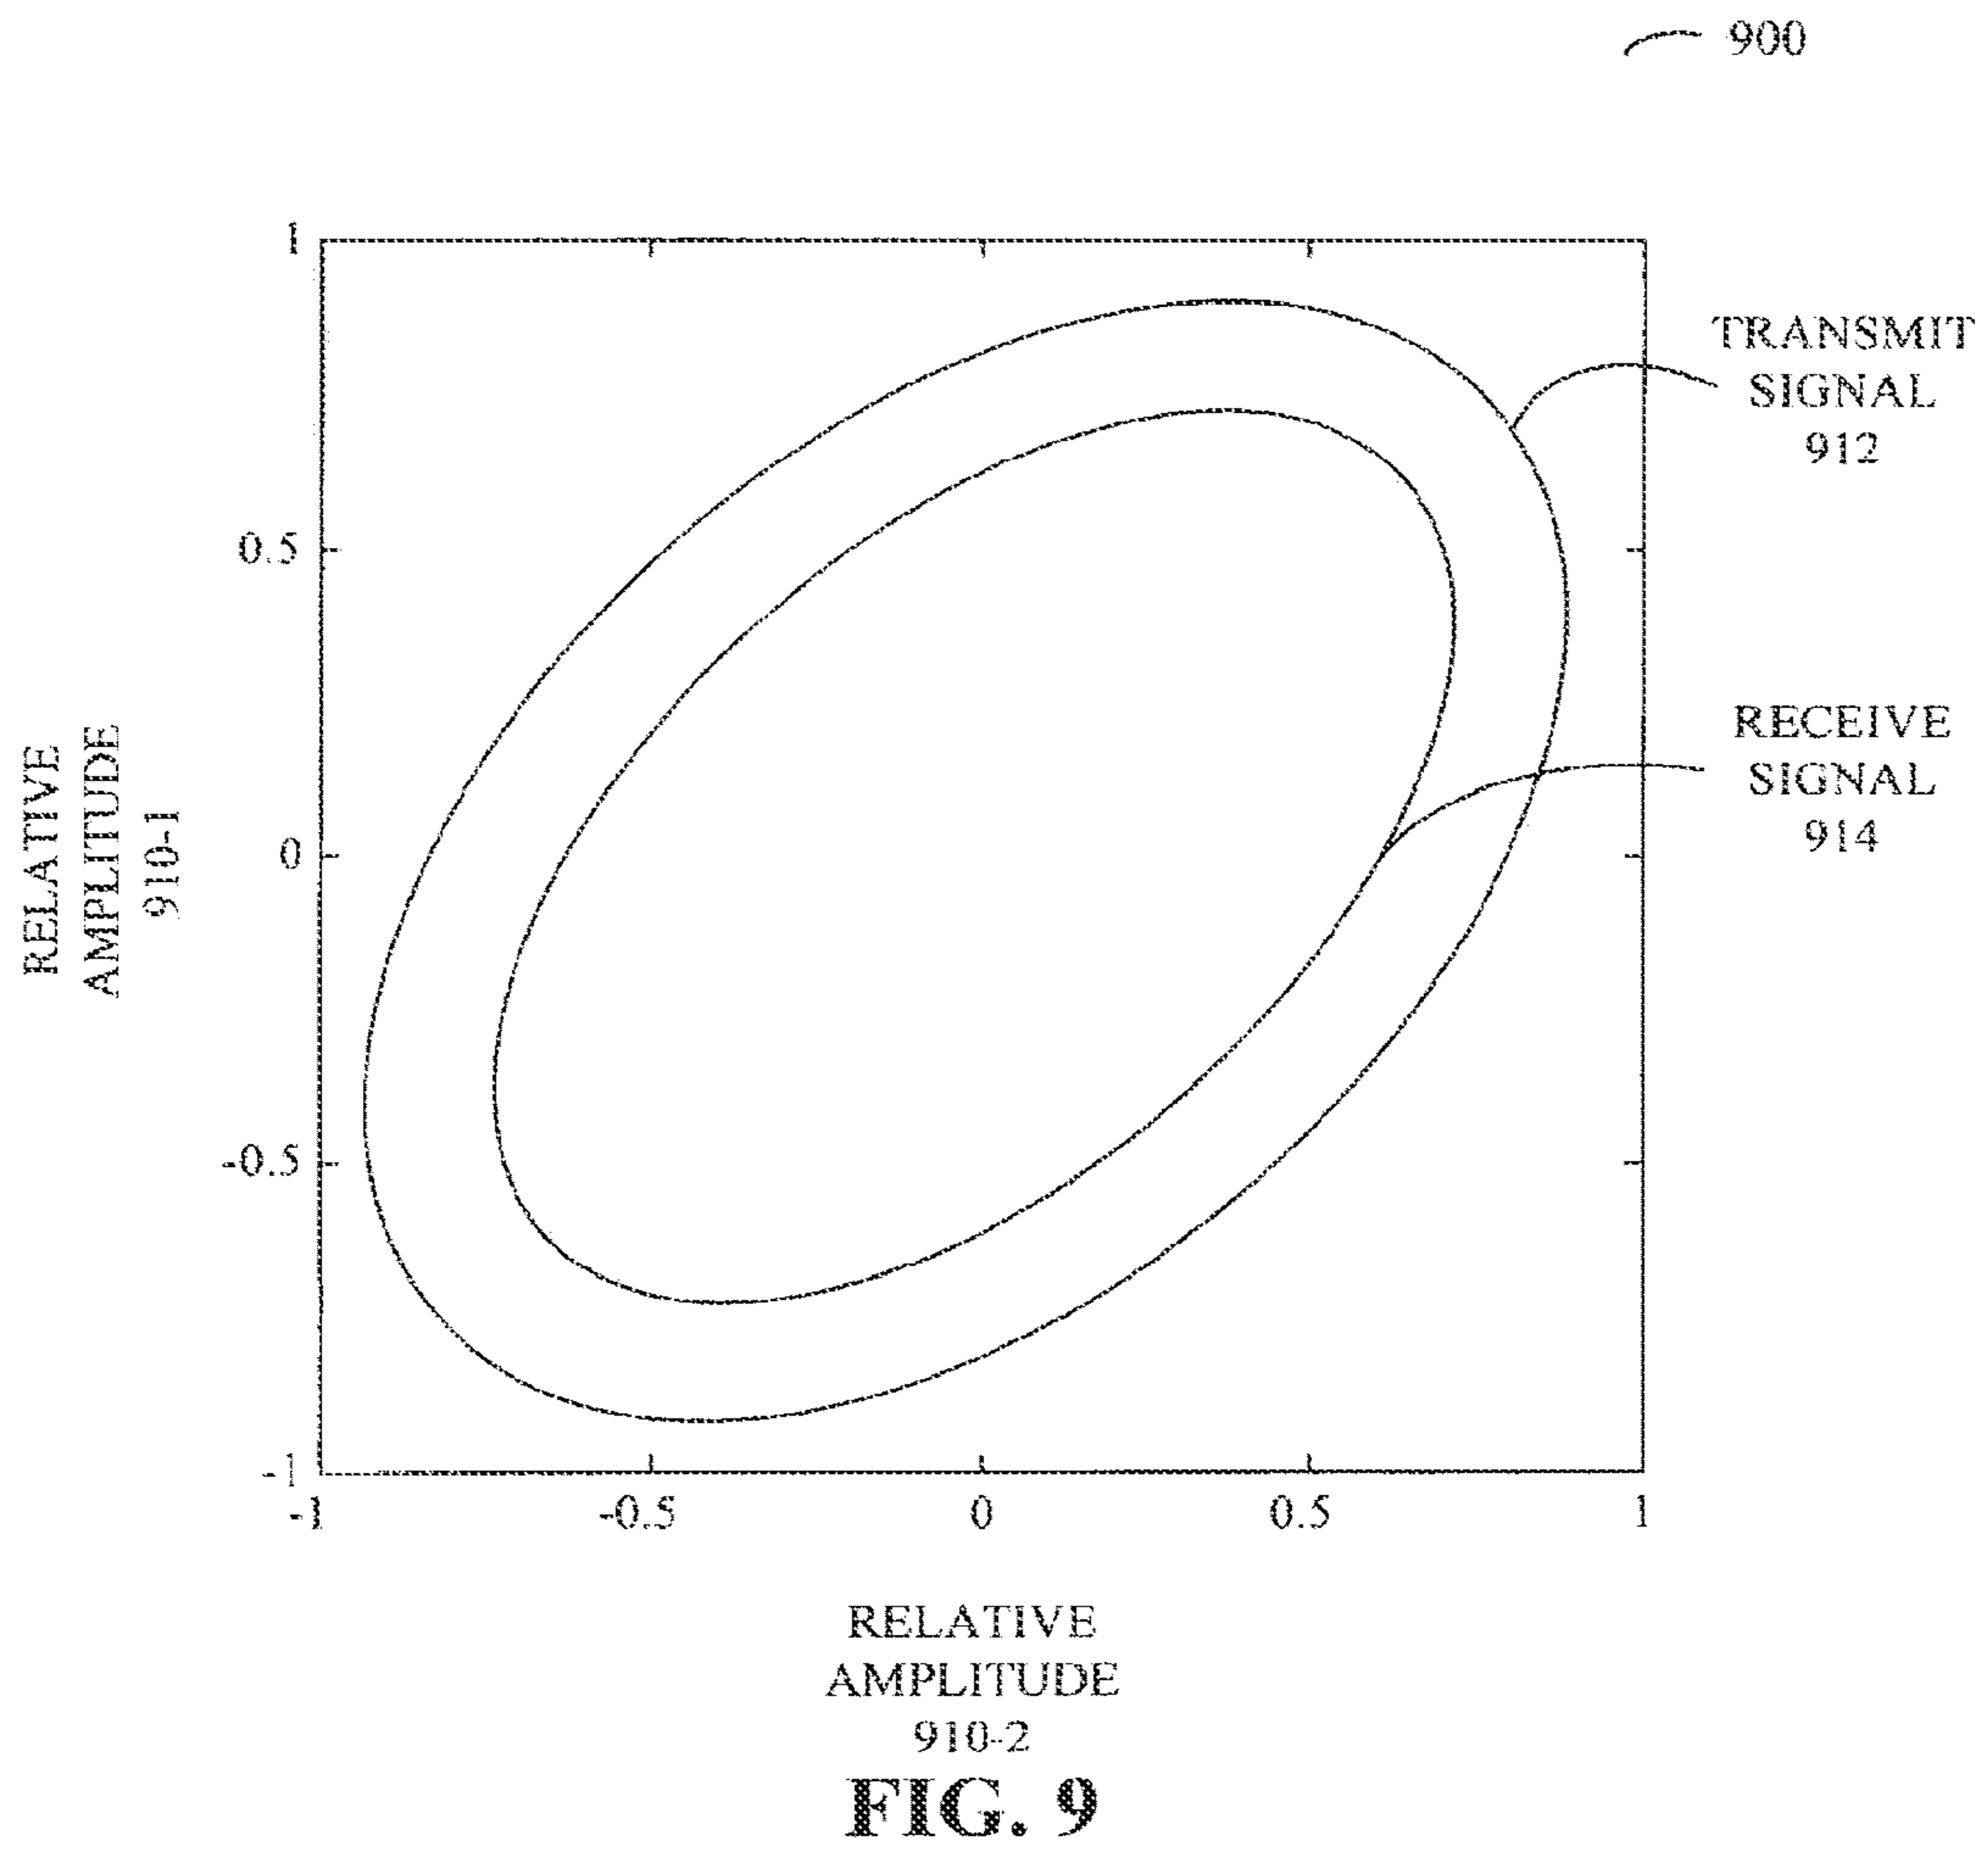 900
1
TRANSMIT
SIGNAL
912
0.5
RECEIVE
SIGNAL
914
RELATIVE
AMPLITUDE
910-1
0
-0.5
-1
-1
-0.5
0
0.5
1
RELATIVE
AMPLITUDE
910-2
FIG. 9